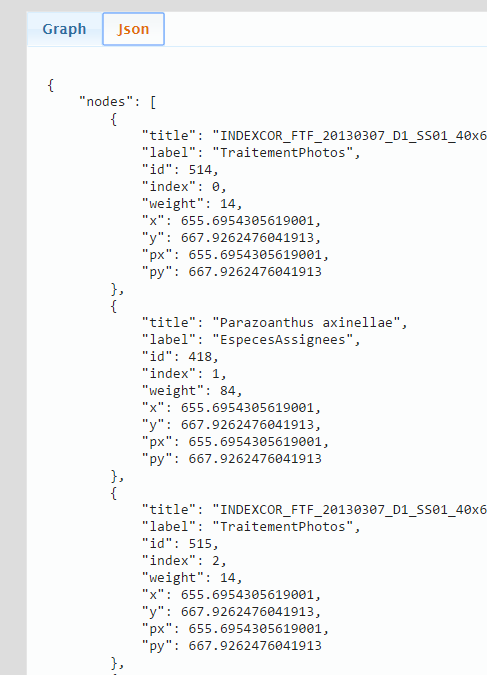 Graph Json
{
"nodes": [
{
"title": "INDEXCOR_FTF_20130307_D1_SS01_40x6
"label": "TraitementPhotos",
"id": 514,
"index": 0,
"weight": 14,
"x": 655.6954305619001,
"y": 667.9262476041913,
"px": 655.6954305619001,
"py": 667.9262476041913
},
{
"title": "Parazoanthus axinellae",
"label": "EspecesAssignees",
"id": 418,
"index": 1,
"weight": 84,
"x": 655.6954305619001,
"y": 667.9262476041913,
"px": 655.6954305619001,
"py": 667.9262476041913
},
{
"title": "INDEXCOR_FTF_20130307_D1_SS01_40x6
"label": "TraitementPhotos",
"id": 515,
"index": 2,
"weight": 14,
"x": 655.6954305619001,
"y": 667.9262476041913,
"px": 655.6954305619001,
"py": 667.9262476041913
},